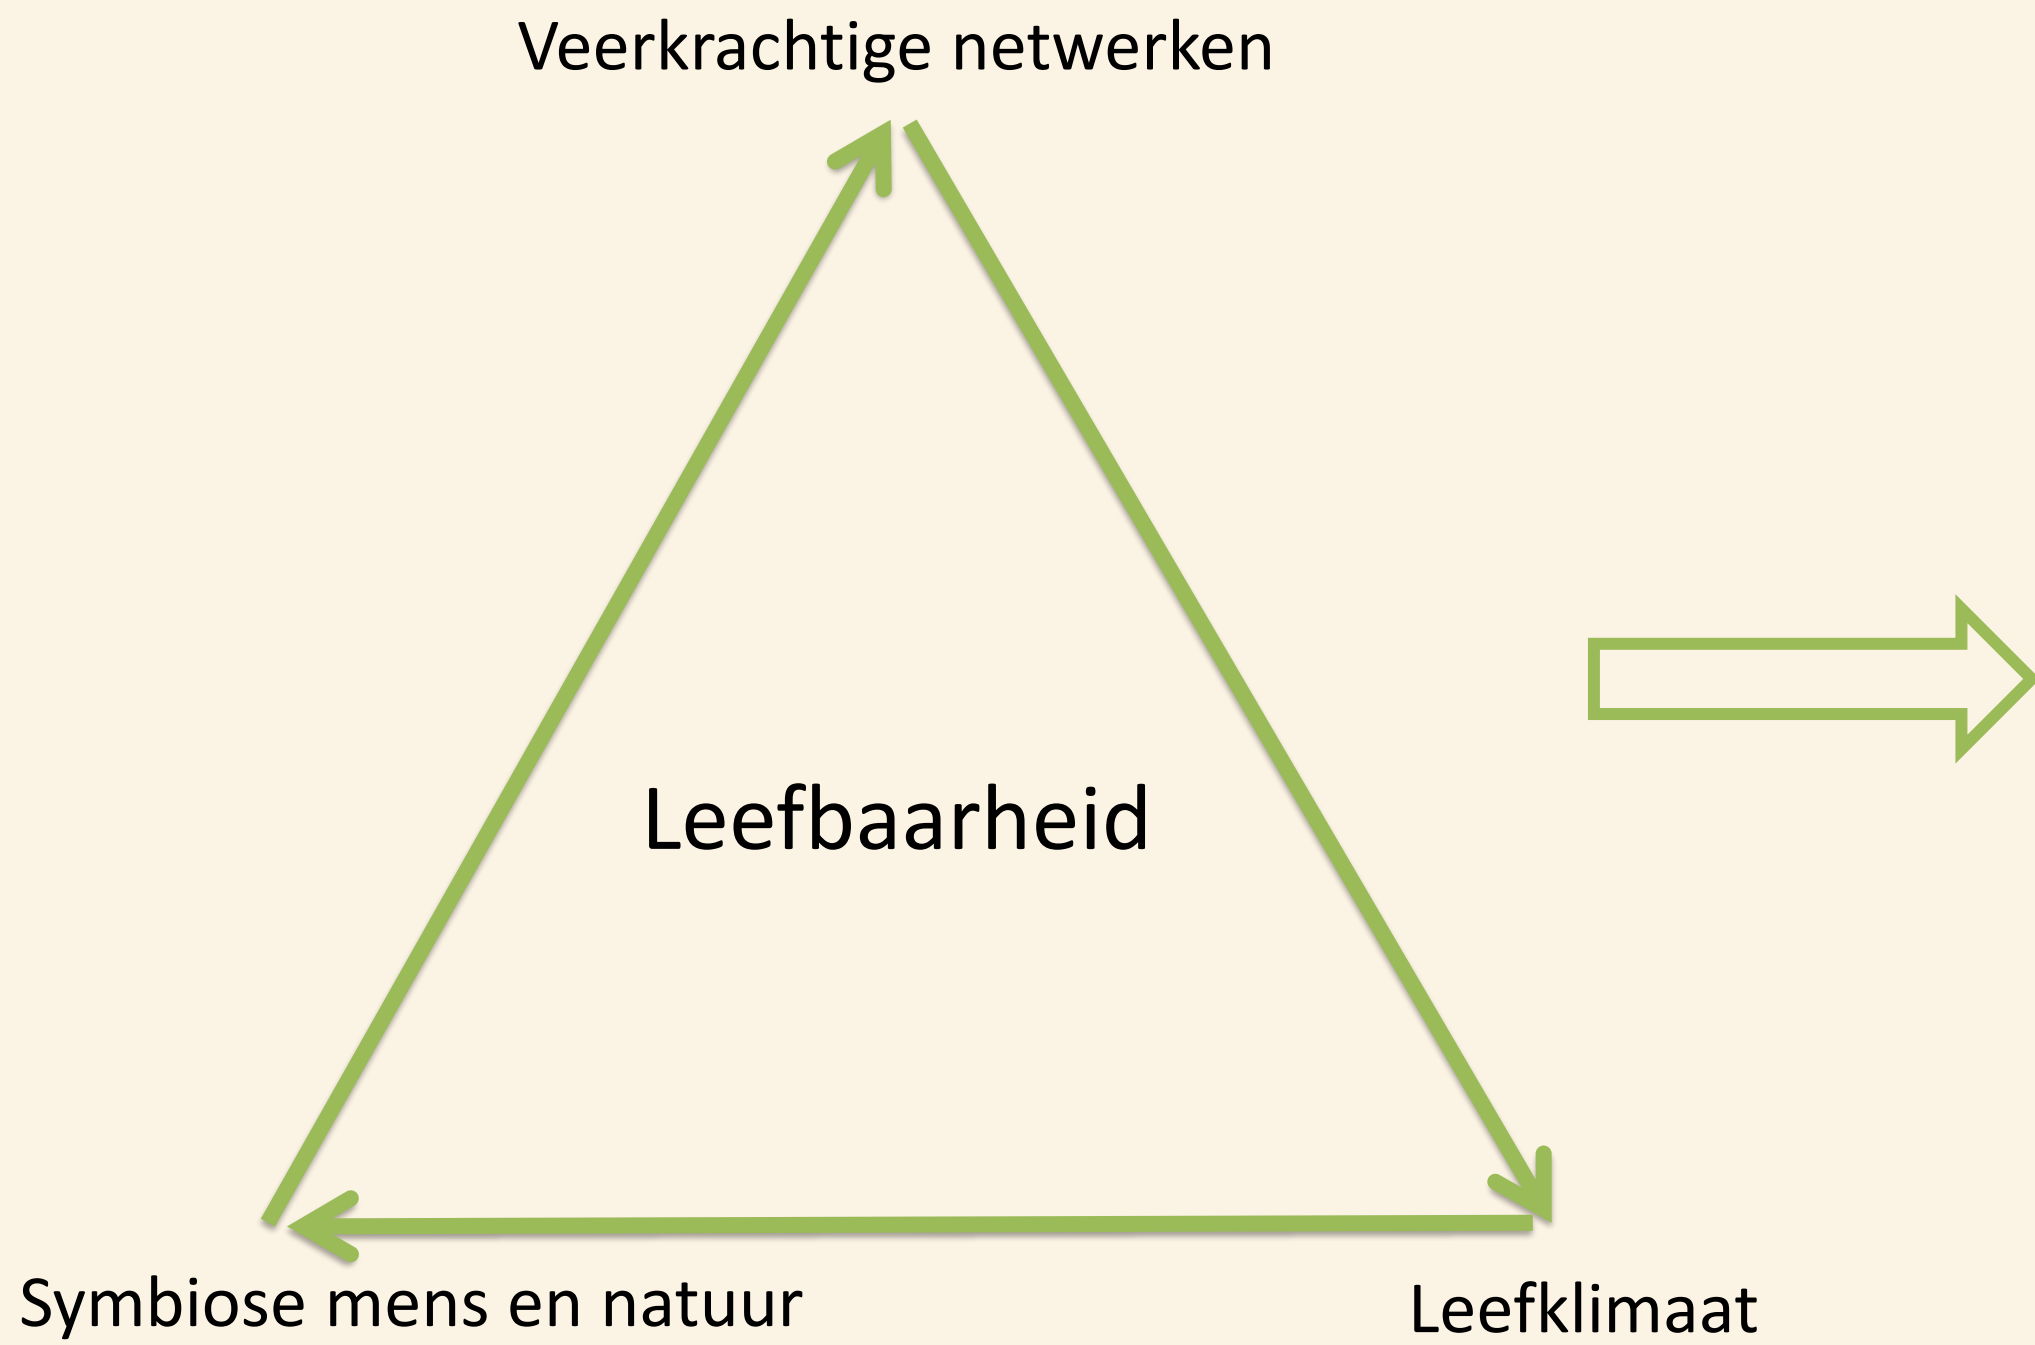 Veerkrachtige netwerken
Leefbaarheid
Symbiose mens en natuur
Leefklimaat